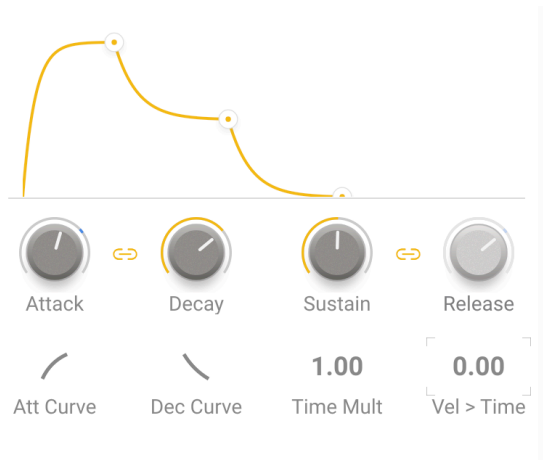 Attack Decay Sustain Release
1.00 0.00
Att Curve Dec Curve Time Mult Vel > Time